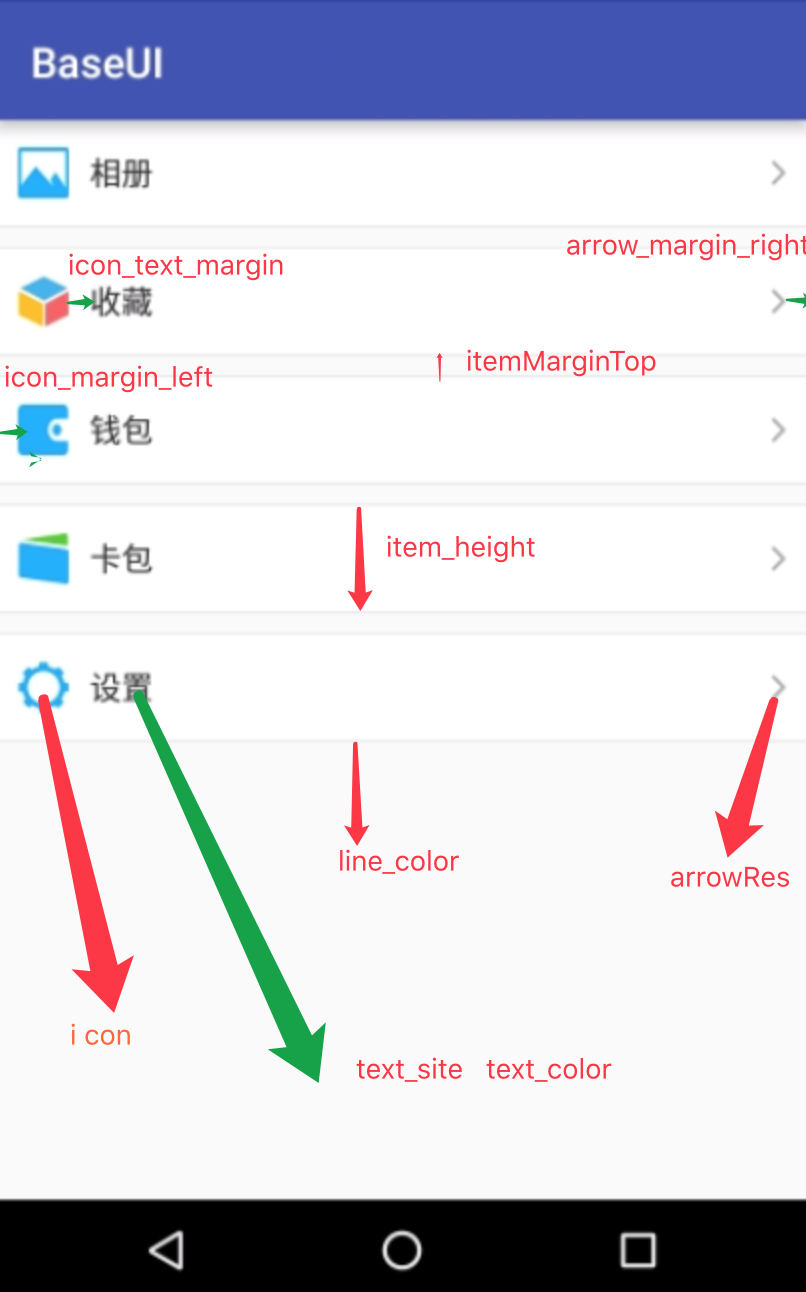 BaseUI
相册
arrow_margin_right
icon_text_margin
收藏
itemMarginTop
icon_margin_left
钱包
item_height
卡包
设置
line_color
arrowRes
i con
text_site text_color